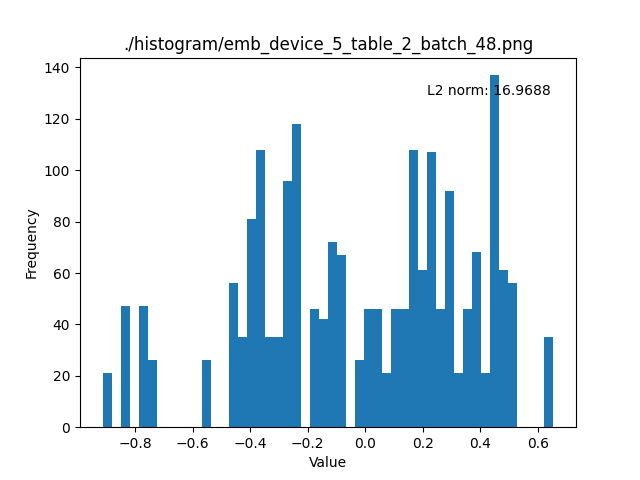 ./histogram/emb_device_5_table_2_batch_48.png
L2 norm: 16.9688
Frequency
140
120
100
80
60
40
20
0
−0.8 −0.6 −0.4 −0.2 0.0 0.2 0.4 0.6
Value